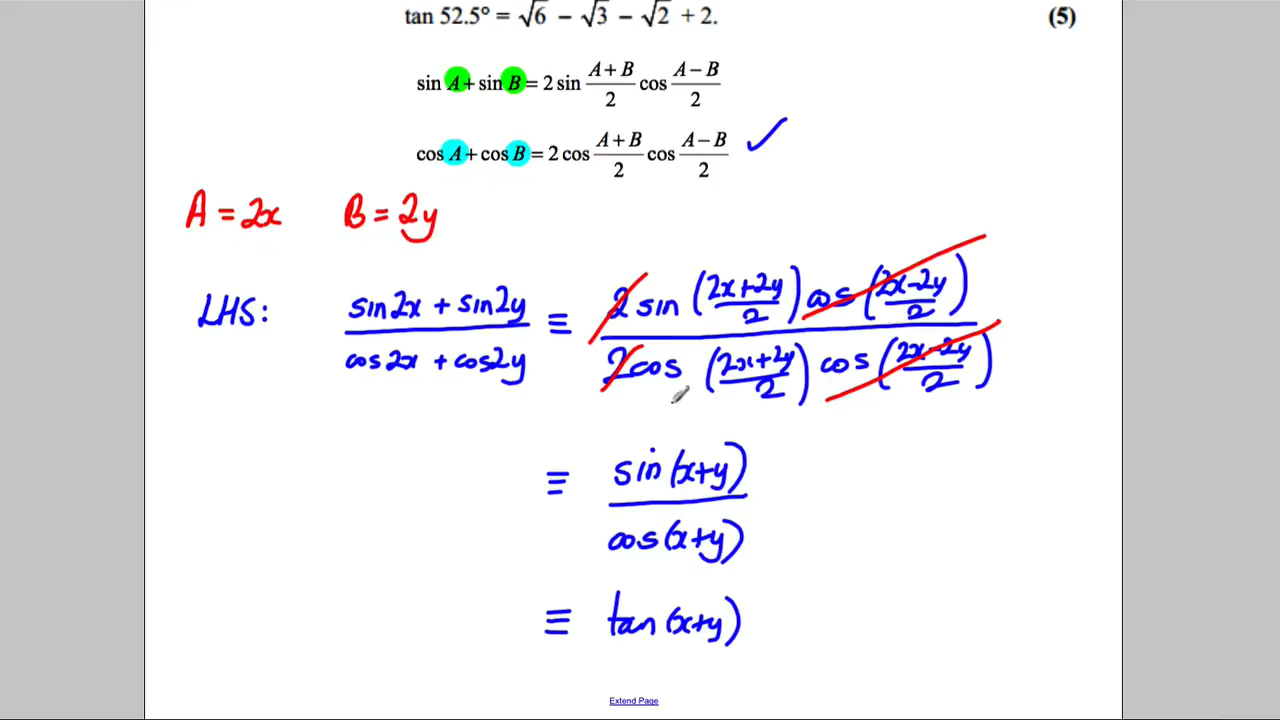 tan 52.5° = √6 − √3 − √2 + 2. (5)
sin A + sin B = 2 sin (A + B)/2 cos (A − B)/2
cos A + cos B = 2 cos (A + B)/2 cos (A − B)/2 ✓
A = 2x B = 2y
LHS: (sin2x + sin2y)/(cos2x + cos2y) ≡ (2 sin ((2x+2y)/2) cos ((2x-2y)/2))/(2cos ((2x+2y)/2) cos ((2x-2y)/2))
≡ sin(x+y)/cos(x+y)
≡ tan(x+y)
Extend Page